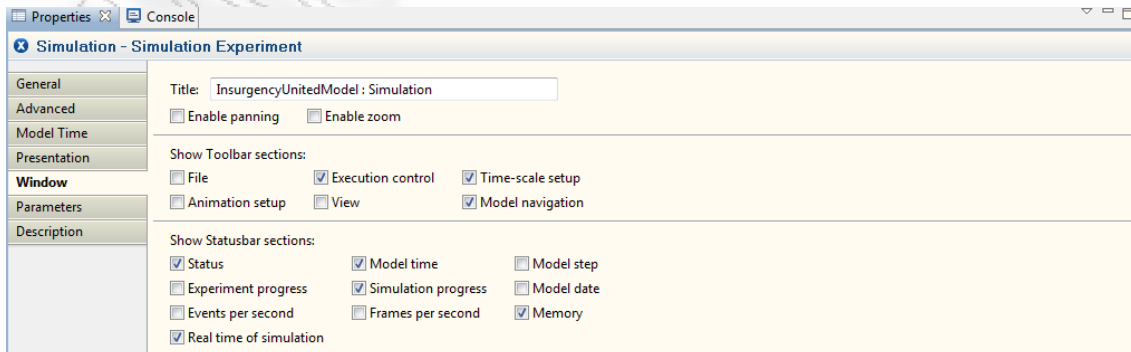 Properties Console
Simulation - Simulation Experiment
General
Advanced
Model Time
Presentation
Window
Parameters
Description
Title: InsurgencyUnitedModel : Simulation
Enable panning Enable zoom
Show Toolbar sections:
File Execution control Time-scale setup
Animation setup View Model navigation
Show Statusbar sections:
Status Model time Model step
Experiment progress Simulation progress Model date
Events per second Frames per second Memory
Real time of simulation